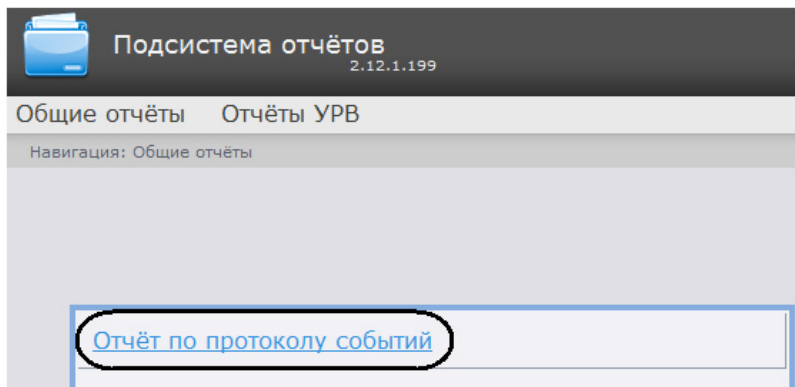 Подсистема отчётов
2.12.1.199
Общие отчёты Отчёты УРВ
Навигация: Общие отчёты
Отчёт по протоколу событий